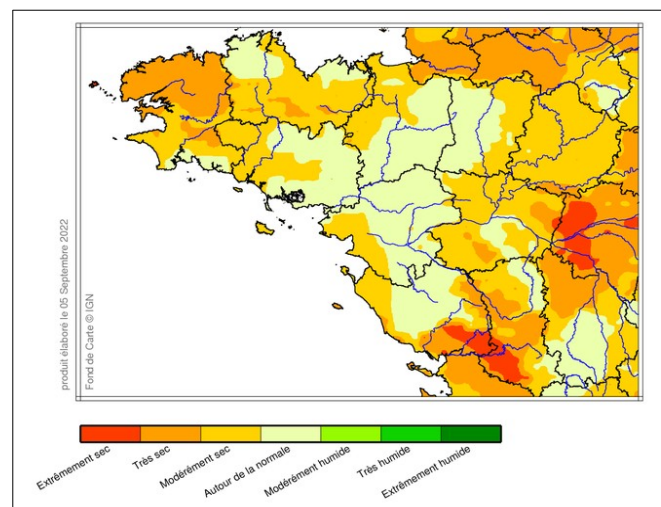 produit élaboré le 05 Septembre 2022
Fond de Carte © IGN
Extrêmement sec
Très sec
Modérément sec
Autour de la normale
Modérément humide
Très humide
Extrêmement humide